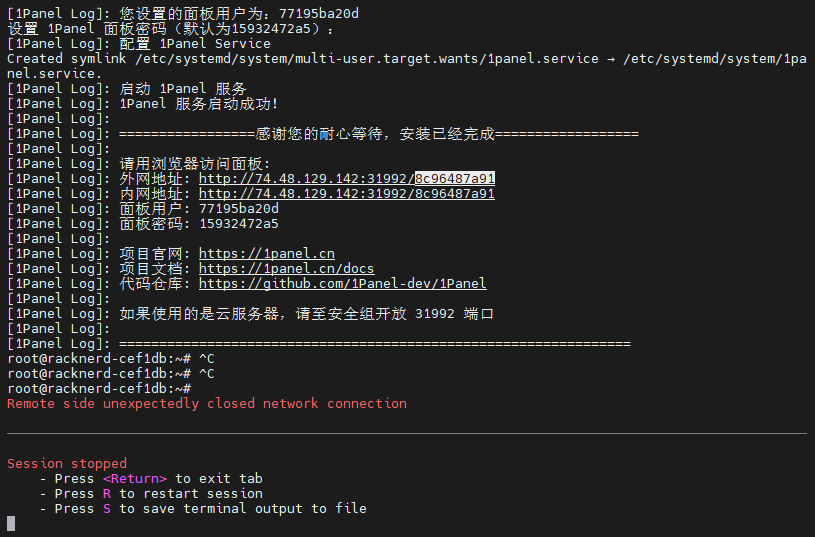 [1Panel Log]: 您设置的面板用户为：77195ba20d
设置 1Panel 面板密码（默认为15932472a5）：
[1Panel Log]: 配置 1Panel Service
Created symlink /etc/systemd/system/multi-user.target.wants/1panel.service → /etc/systemd/system/1pa
nel.service.
[1Panel Log]: 启动 1Panel 服务
[1Panel Log]: 1Panel 服务启动成功!
[1Panel Log]:
[1Panel Log]: =================感谢您的耐心等待，安装已经完成==================
[1Panel Log]:
[1Panel Log]: 请用浏览器访问面板:
[1Panel Log]: 外网地址: http://74.48.129.142:31992/8c96487a91
[1Panel Log]: 内网地址: http://74.48.129.142:31992/8c96487a91
[1Panel Log]: 面板用户: 77195ba20d
[1Panel Log]: 面板密码: 15932472a5
[1Panel Log]:
[1Panel Log]: 项目官网: https://1panel.cn
[1Panel Log]: 项目文档: https://1panel.cn/docs
[1Panel Log]: 代码仓库: https://github.com/1Panel-dev/1Panel
[1Panel Log]:
[1Panel Log]: 如果使用的是云服务器，请至安全组开放 31992 端口
[1Panel Log]:
[1Panel Log]: ================================================================
root@racknerd-cef1db:~# ^C
root@racknerd-cef1db:~# ^C
root@racknerd-cef1db:~#
Remote side unexpectedly closed network connection
Session stopped
- Press <Return> to exit tab
- Press R to restart session
- Press S to save terminal output to file